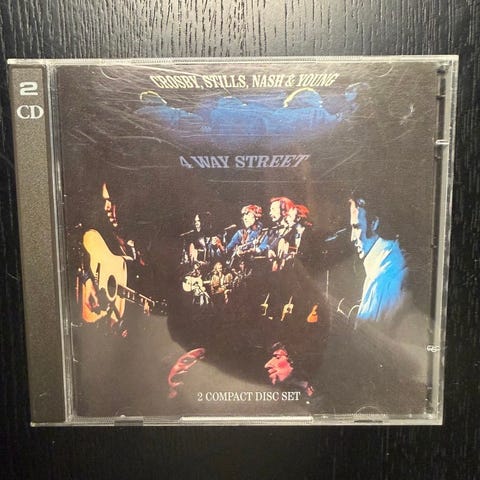 2
CD
CROSBY, STILLS, NASH & YOUNG
4 WAY STREET
2 COMPACT DISC SET